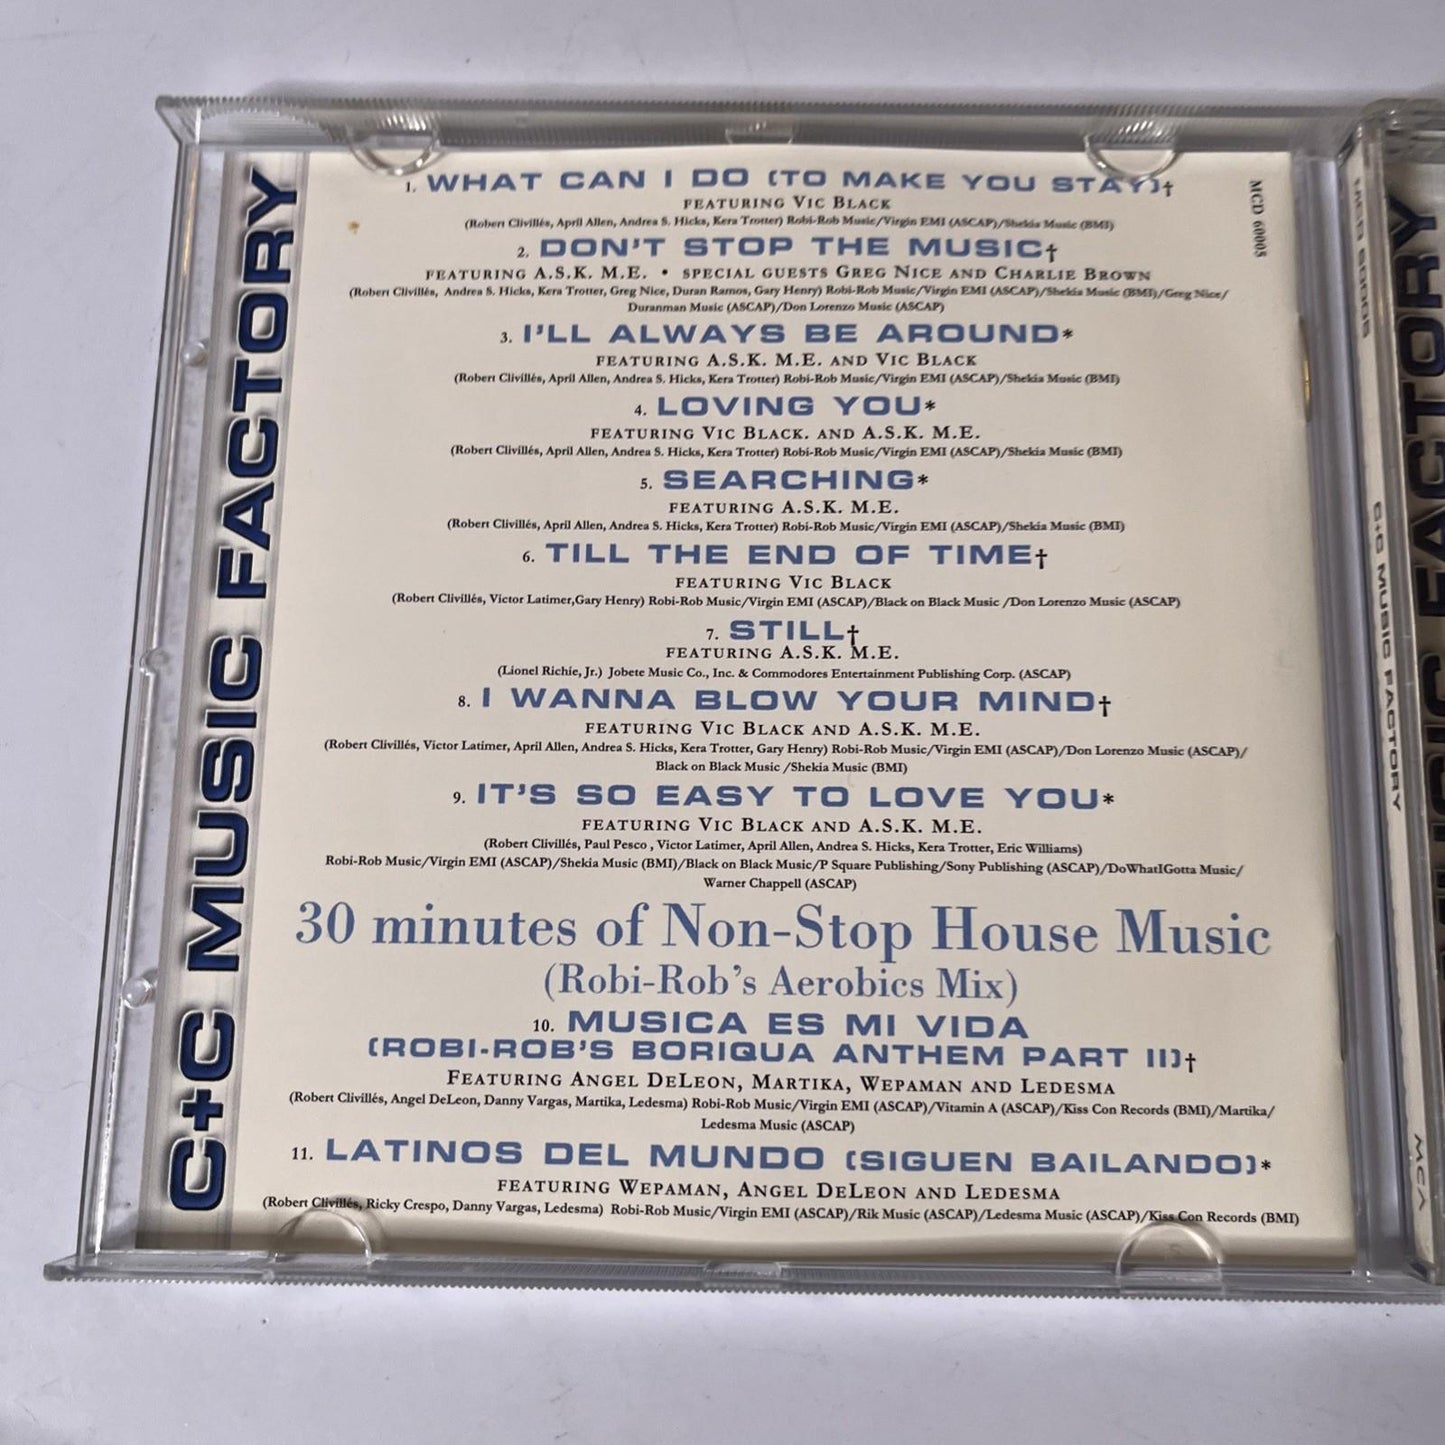 C+C MUSIC FACTORY
MCD 60005
1. WHAT CAN I DO (TO MAKE YOU STAY)†
FEATURING VIC BLACK
(Robert Clivillés, April Allen, Andrea S. Hicks, Kera Trotter) Robi-Rob Music/Virgin EMI (ASCAP)/Shekia Music (BMI)
2. DON'T STOP THE MUSIC†
FEATURING A.S.K. M.E. • SPECIAL GUESTS GREG NICE AND CHARLIE BROWN
(Robert Clivillés, Andrea S. Hicks, Kera Trotter, Greg Nice, Duran Ramos, Gary Henry) Robi-Rob Music/Virgin EMI (ASCAP)/Shekia Music (BMI)/Greg Nice/
Duranman Music (ASCAP)/Don Lorenzo Music (ASCAP)
3. I'LL ALWAYS BE AROUND*
FEATURING A.S.K. M.E. AND VIC BLACK
(Robert Clivillés, April Allen, Andrea S. Hicks, Kera Trotter) Robi-Rob Music/Virgin EMI (ASCAP)/Shekia Music (BMI)
4. LOVING YOU*
FEATURING VIC BLACK. AND A.S.K. M.E.
(Robert Clivillés, April Allen, Andrea S. Hicks, Kera Trotter) Robi-Rob Music/Virgin EMI (ASCAP)/Shekia Music (BMI)
5. SEARCHING*
FEATURING A.S.K. M.E.
(Robert Clivillés, April Allen, Andrea S. Hicks, Kera Trotter) Robi-Rob Music/Virgin EMI (ASCAP)/Shekia Music (BMI)
6. TILL THE END OF TIME†
FEATURING VIC BLACK
(Robert Clivillés, Victor Latimer,Gary Henry) Robi-Rob Music/Virgin EMI (ASCAP)/Black on Black Music /Don Lorenzo Music (ASCAP)
7. STILL†
FEATURING A.S.K. M.E.
(Lionel Richie, Jr.) Jobete Music Co., Inc. & Commodores Entertainment Publishing Corp. (ASCAP)
8. I WANNA BLOW YOUR MIND†
FEATURING VIC BLACK AND A.S.K. M.E.
(Robert Clivillés, Victor Latimer, April Allen, Andrea S. Hicks, Kera Trotter, Gary Henry) Robi-Rob Music/Virgin EMI (ASCAP)/Don Lorenzo Music (ASCAP)/
Black on Black Music /Shekia Music (BMI)
9. IT'S SO EASY TO LOVE YOU*
FEATURING VIC BLACK AND A.S.K. M.E.
(Robert Clivillés, Paul Pesco , Victor Latimer, April Allen, Andrea S. Hicks, Kera Trotter, Eric Williams)
Robi-Rob Music/Virgin EMI (ASCAP)/Shekia Music (BMI)/Black on Black Music/P Square Publishing/Sony Publishing (ASCAP)/DoWhatIGotta Music/
Warner Chappell (ASCAP)
30 minutes of Non-Stop House Music
(Robi-Rob's Aerobics Mix)
10. MUSICA ES MI VIDA
(ROBI-ROB'S BORIQUA ANTHEM PART II)†
FEATURING ANGEL DELEON, MARTIKA, WEPAMAN AND LEDESMA
(Robert Clivillés, Angel DeLeon, Danny Vargas, Martika, Ledesma) Robi-Rob Music/Virgin EMI (ASCAP)/Vitamin A (ASCAP)/Kiss Con Records (BMI)/Martika/
Ledesma Music (ASCAP)
11. LATINOS DEL MUNDO (SIGUEN BAILANDO)*
FEATURING WEPAMAN, ANGEL DELEON AND LEDESMA
(Robert Clivillés, Ricky Crespo, Danny Vargas, Ledesma) Robi-Rob Music/Virgin EMI (ASCAP)/Rik Music (ASCAP)/Ledesma Music (ASCAP)/Kiss Con Records (BMI)
C+C MUSIC FACTORY
MCA
MUSIC FACTORY